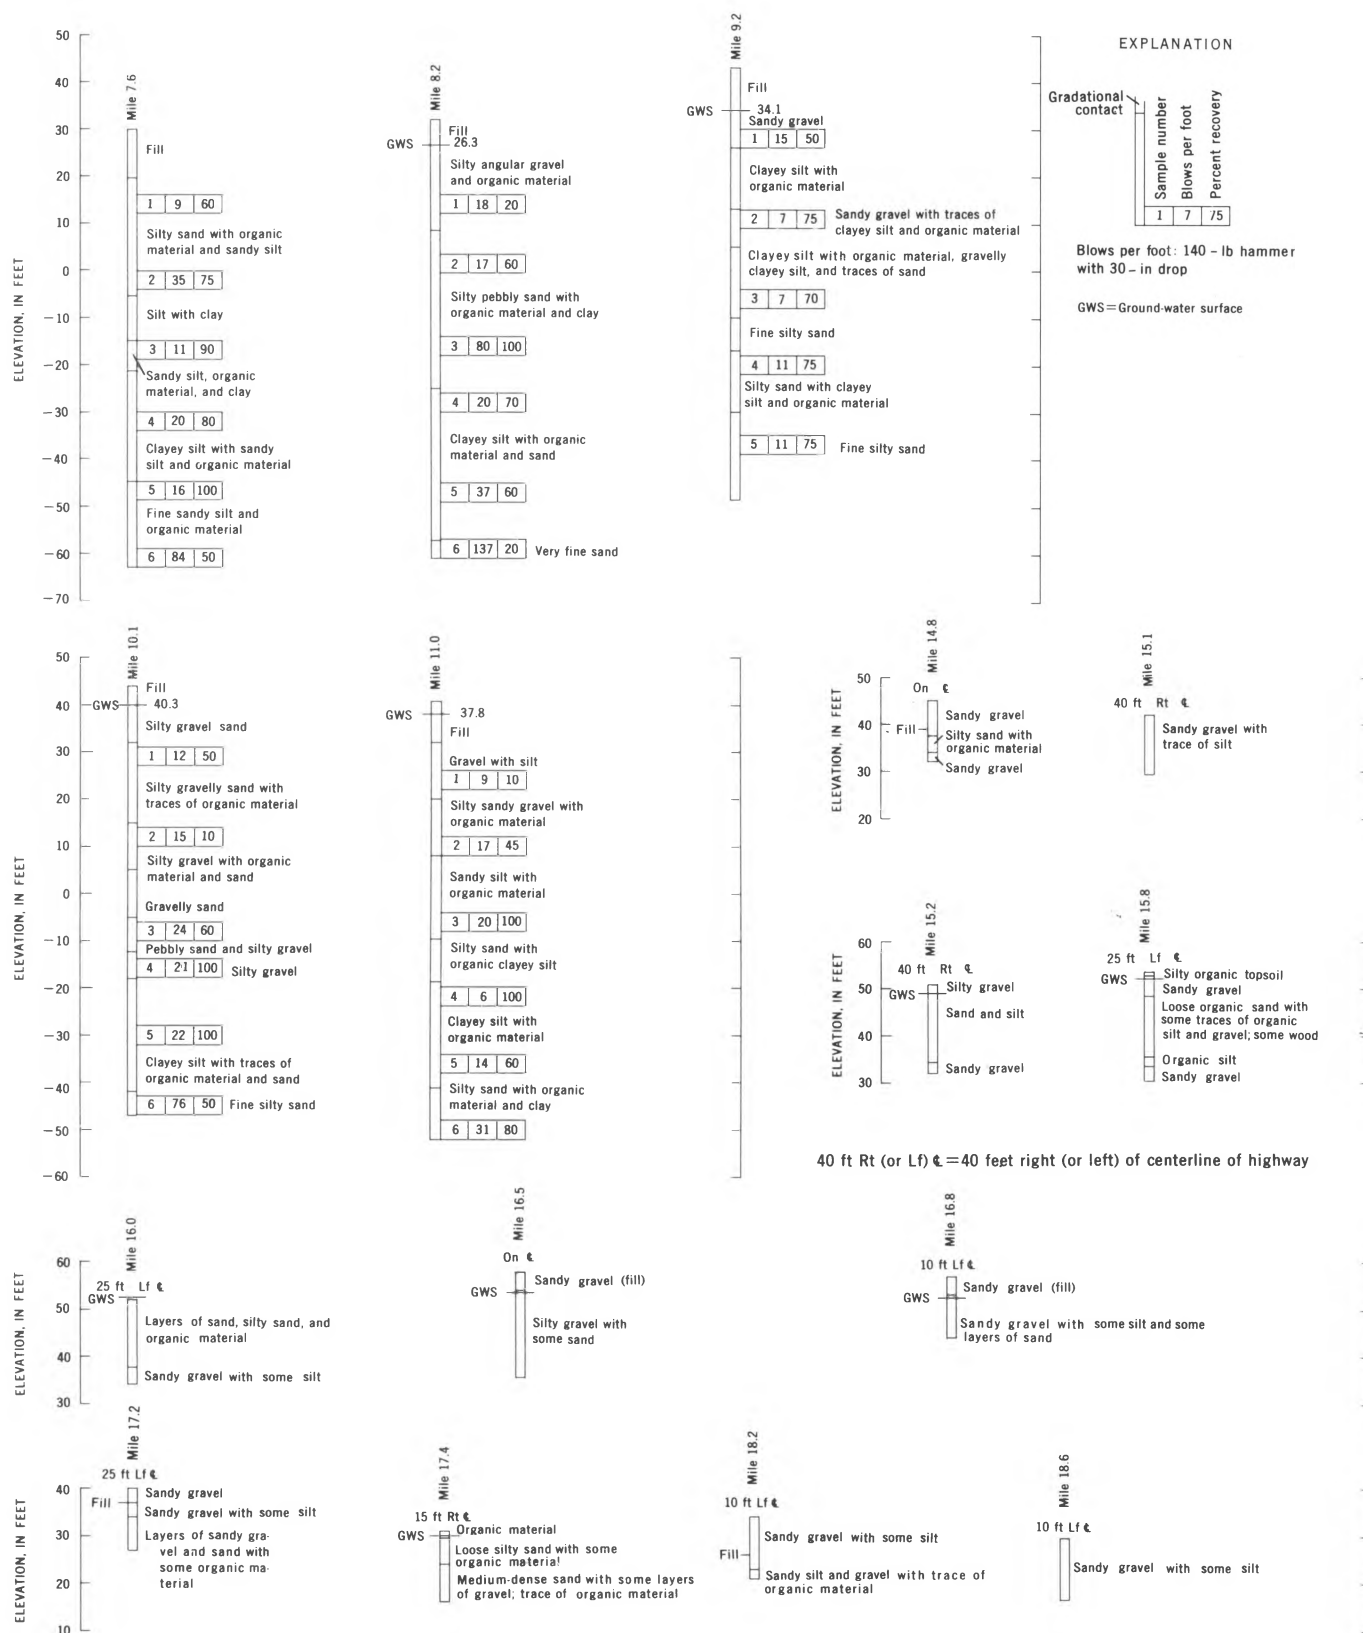 EXPLANATION
Gradational
contact
Sample number
Blows per foot
Percent recovery
1 7 75
Blows per foot: 140-lb hammer
with 30-in drop
GWS=Ground-water surface
ELEVATION, IN FEET
50
40
30
20
10
0
-10
-20
-30
-40
-50
-60
-70
Mile 7.6
Fill
1 9 60
Silty sand with organic
material and sandy silt
2 35 75
Silt with clay
3 11 90
Sandy silt, organic
material, and clay
4 20 80
Clayey silt with sandy
silt and organic material
5 16 100
Fine sandy silt and
organic material
6 84 50
Mile 8.2
Fill
GWS 26.3
Silty angular gravel
and organic material
1 18 20
2 17 60
Silty pebbly sand with
organic material and clay
3 80 100
4 20 70
Clayey silt with organic
material and sand
5 37 60
6 137 20 Very fine sand
Mile 9.2
Fill
GWS 34.1
Sandy gravel
1 15 50
Clayey silt with
organic material
2 7 75 Sandy gravel with traces of
clayey silt and organic material
Clayey silt with organic material, gravelly
clayey silt, and traces of sand
3 7 70
Fine silty sand
4 11 75
Silty sand with clayey
silt and organic material
5 11 75 Fine silty sand
ELEVATION, IN FEET
50
40
30
20
10
0
-10
-20
-30
-40
-50
-60
Mile 10.1
Fill
GWS 40.3
Silty gravel sand
1 12 50
Silty gravelly sand with
traces of organic material
2 15 10
Silty gravel with organic
material and sand
Gravelly sand
3 24 60
Pebbly sand and silty gravel
4 21 100 Silty gravel
5 22 100
Clayey silt with traces of
organic material and sand
6 76 50 Fine silty sand
Mile 11.0
GWS 37.8
Fill
Gravel with silt
1 9 10
Silty sandy gravel with
organic material
2 17 45
Sandy silt with
organic material
3 20 100
Silty sand with
organic clayey silt
4 6 100
Clayey silt with
organic material
5 14 60
Silty sand with organic
material and clay
6 31 80
ELEVATION, IN FEET
50
40
30
20
Mile 14.8
On ℄
Sandy gravel
Fill
Silty sand with
organic material
Sandy gravel
Mile 15.1
40 ft Rt ℄
Sandy gravel with
trace of silt
ELEVATION, IN FEET
60
50
40
30
Mile 15.2
40 ft Rt ℄
Silty gravel
GWS
Sand and silt
Sandy gravel
Mile 15.8
25 ft Lf ℄
Silty organic topsoil
GWS
Sandy gravel
Loose organic sand with
some traces of organic
silt and gravel; some wood
Organic silt
Sandy gravel
40 ft Rt (or Lf) ℄=40 feet right (or left) of centerline of highway
ELEVATION, IN FEET
60
50
40
30
Mile 16.0
25 ft Lf ℄
GWS
Layers of sand, silty sand, and
organic material
Sandy gravel with some silt
Mile 16.5
On ℄
Sandy gravel (fill)
GWS
Silty gravel with
some sand
Mile 16.8
10 ft Lf ℄
Sandy gravel (fill)
GWS
Sandy gravel with some silt and some
layers of sand
ELEVATION, IN FEET
40
30
20
10
Mile 17.2
25 ft Lf ℄
Sandy gravel
Fill
Sandy gravel with some silt
Layers of sandy gra-
vel and sand with
some organic ma-
terial
Mile 17.4
15 ft Rt ℄
Organic material
GWS
Loose silty sand with some
organic material
Medium-dense sand with some layers
of gravel; trace of organic material
Mile 18.2
10 ft Lf ℄
Sandy gravel with some silt
Fill
Sandy silt and gravel with trace of
organic material
Mile 18.6
10 ft Lf ℄
Sandy gravel with some silt